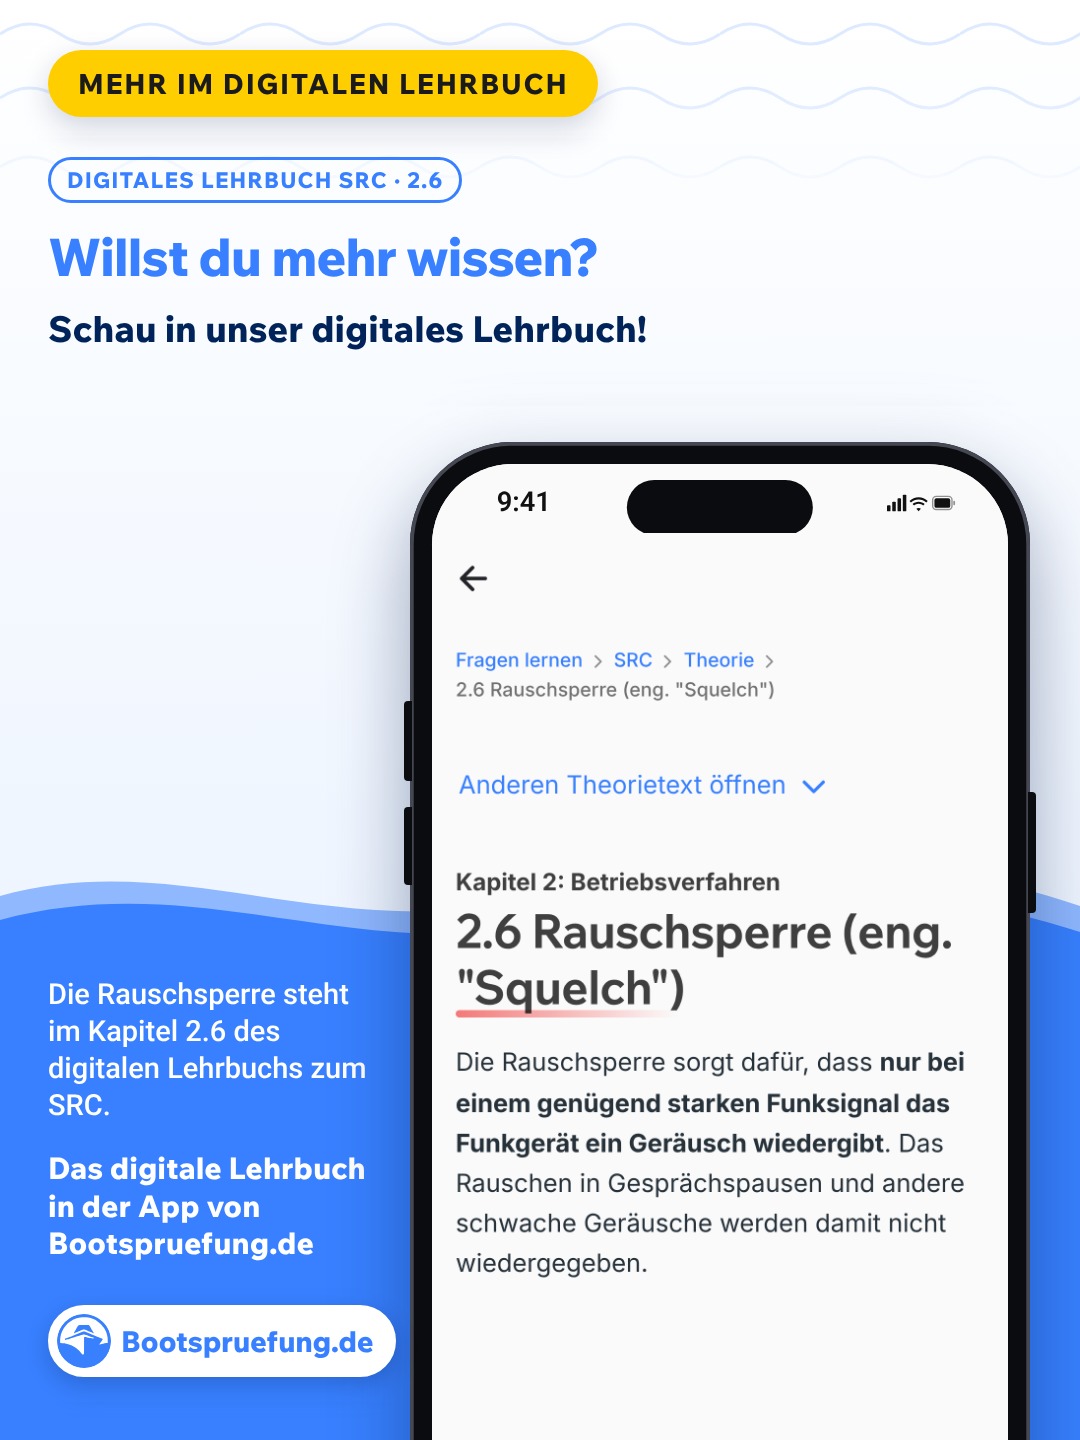 MEHR IM DIGITALEN LEHRBUCH
DIGITALES LEHRBUCH SRC · 2.6
Willst du mehr wissen?
Schau in unser digitales Lehrbuch!
9:41
Fragen lernen > SRC > Theorie >
2.6 Rauschsperre (eng. "Squelch")
Anderen Theorietext öffnen
Kapitel 2: Betriebsverfahren
2.6 Rauschsperre (eng.
"Squelch")
Die Rauschsperre sorgt dafür, dass nur bei
einem genügend starken Funksignal das
Funkgerät ein Geräusch wiedergibt. Das
Rauschen in Gesprächspausen und andere
schwache Geräusche werden damit nicht
wiedergegeben.
Die Rauschsperre steht
im Kapitel 2.6 des
digitalen Lehrbuchs zum
SRC.
Das digitale Lehrbuch
in der App von
Bootspruefung.de
Bootspruefung.de